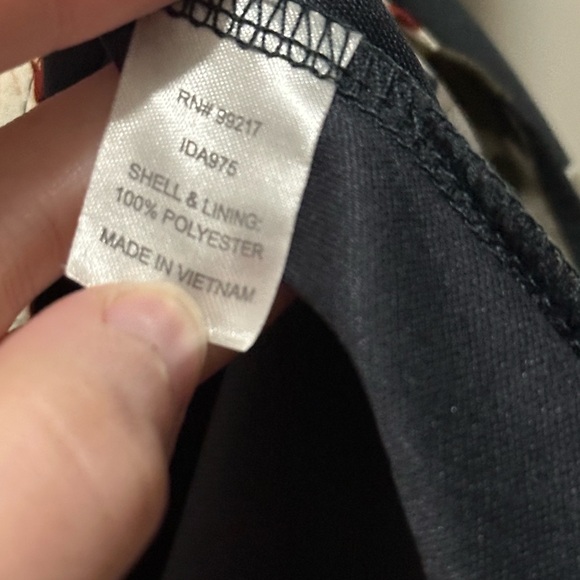 RN# 99217
IDA975
SHELL & LINING:
100% POLYESTER
MADE IN VIETNAM